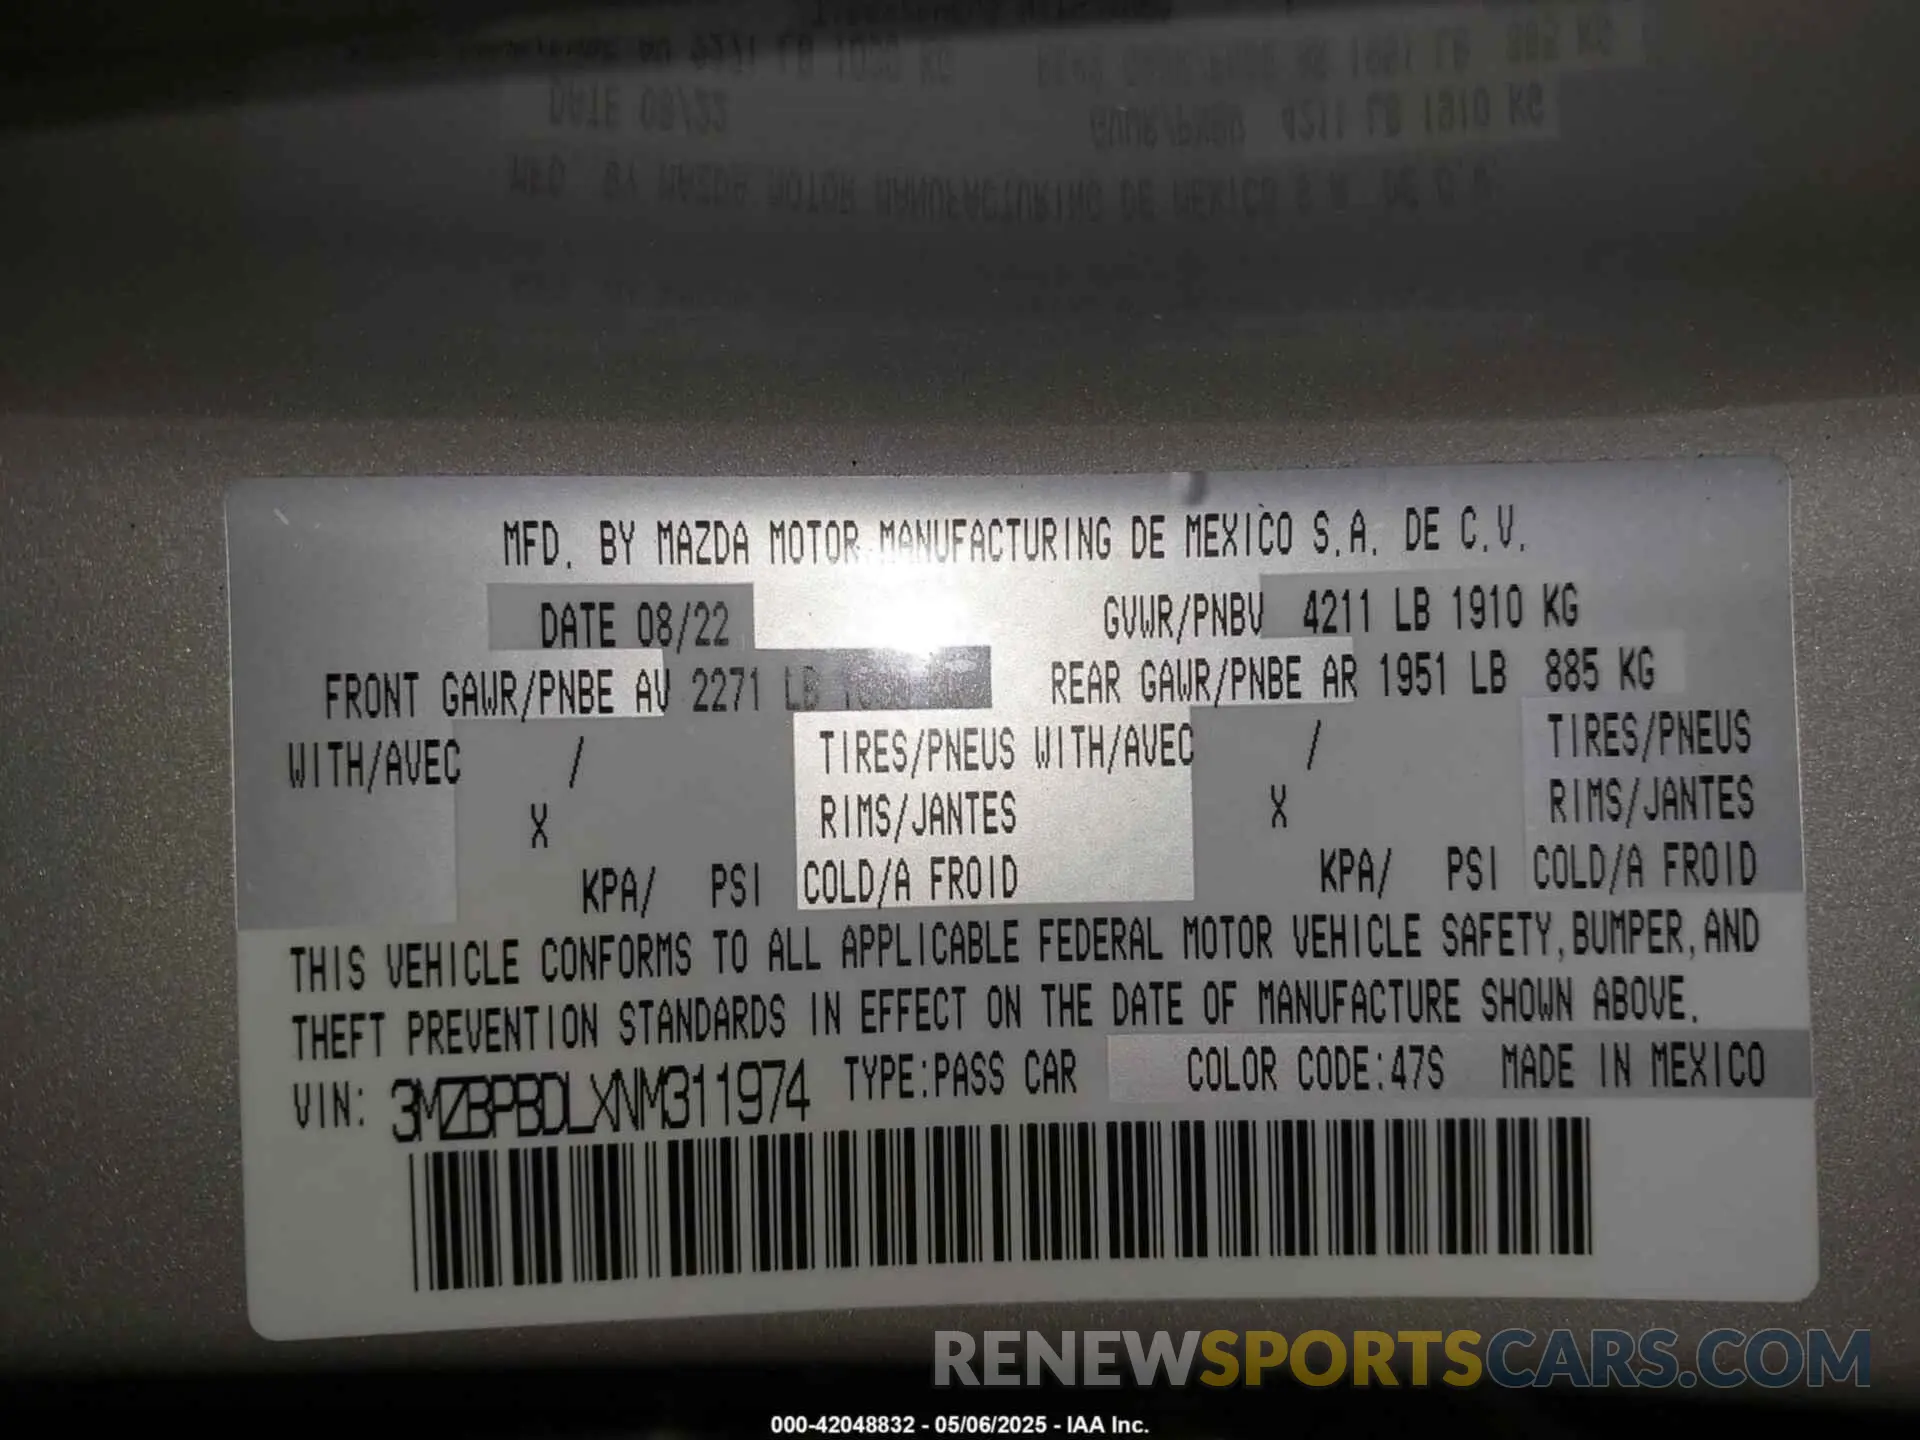 MFD. BY MAZDA MOTOR MANUFACTURING DE MEXICO S.A. DE C.V.
DATE 08/22 GVWR/PNBV 4211 LB 1910 KG
FRONT GAWR/PNBE AV 2271 LB REAR GAWR/PNBE AR 1951 LB 885 KG
WITH/AVEC / TIRES/PNEUS WITH/AVEC / TIRES/PNEUS
X RIMS/JANTES X RIMS/JANTES
KPA/ PSI COLD/A FROID KPA/ PSI COLD/A FROID
THIS VEHICLE CONFORMS TO ALL APPLICABLE FEDERAL MOTOR VEHICLE SAFETY, BUMPER, AND
THEFT PREVENTION STANDARDS IN EFFECT ON THE DATE OF MANUFACTURE SHOWN ABOVE.
VIN: 3MZBPBDLXNM311974 TYPE:PASS CAR COLOR CODE:47S MADE IN MEXICO
RENEWSPORTSCARS.COM
000-42048832 - 05/06/2025 - IAA Inc.